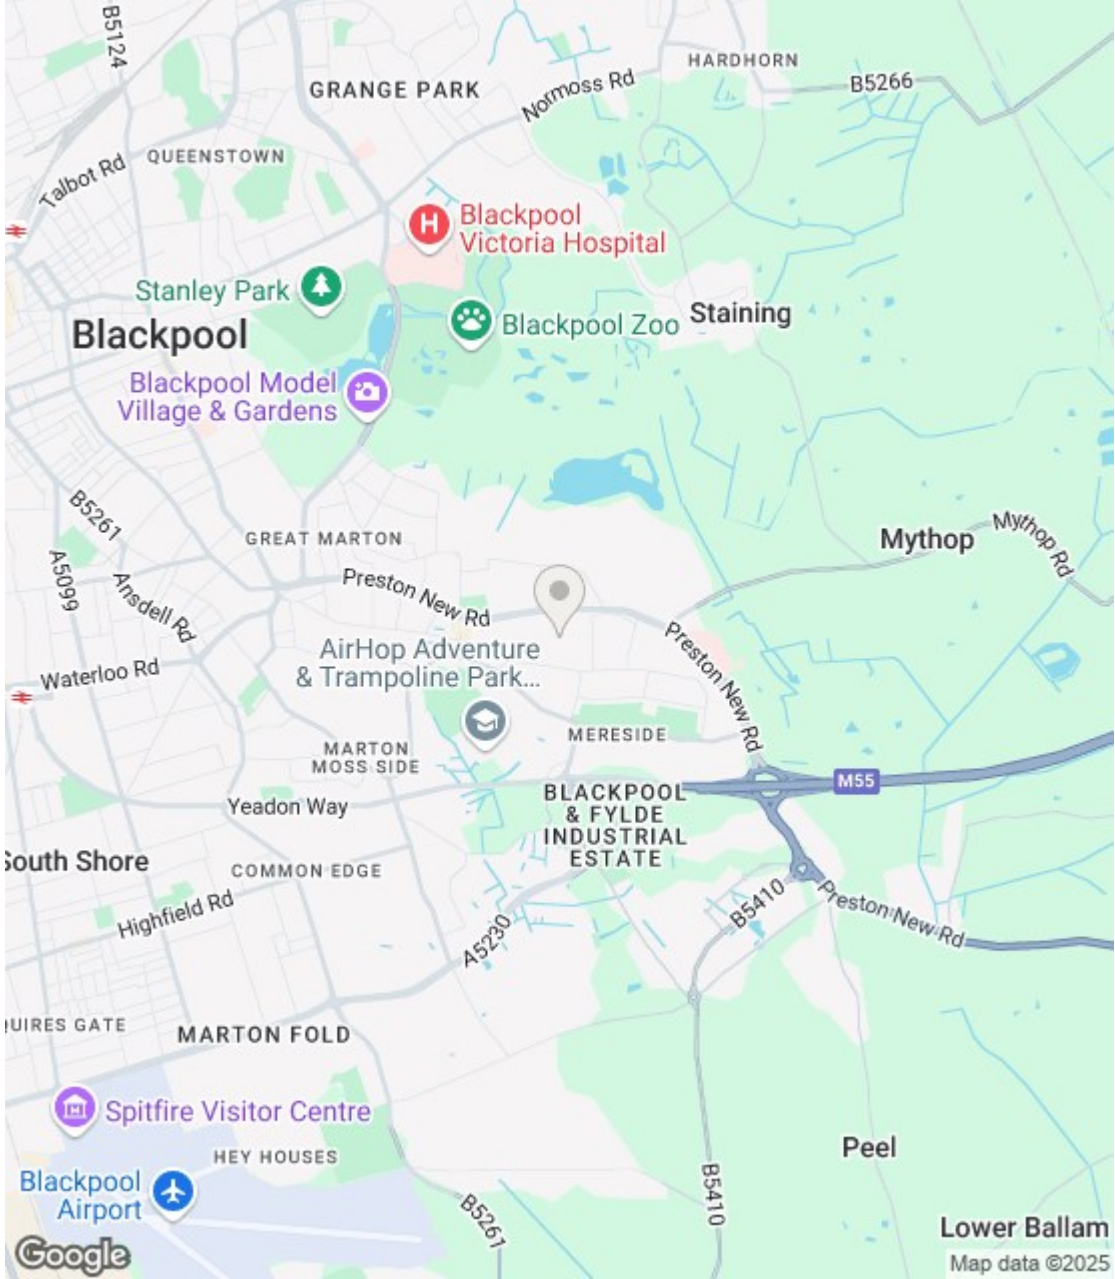 B5124
HARDHORN
GRANGE PARK
Normoss Rd
B5266
QUEENSTOWN
Talbot Rd
H
Blackpool
Victoria Hospital
Stanley Park
Blackpool Zoo
Staining
Blackpool
Blackpool Model
Village & Gardens
B5261
GREAT MARTON
Mythop
Mythop Rd
A5099
Ansdell Rd
Preston New Rd
AirHop Adventure
& Trampoline Park...
Preston New Rd
Waterloo Rd
MARTON
MOSS SIDE
MERESIDE
M55
Yeadon Way
BLACKPOOL
& FYLDE
INDUSTRIAL
ESTATE
South Shore
COMMON EDGE
Highfield Rd
B5410
Preston New Rd
A5230
QUIRES GATE
MARTON FOLD
Spitfire Visitor Centre
HEY HOUSES
Peel
Blackpool
Airport
B5261
B5410
Lower Ballam
Google
Map data ©2025